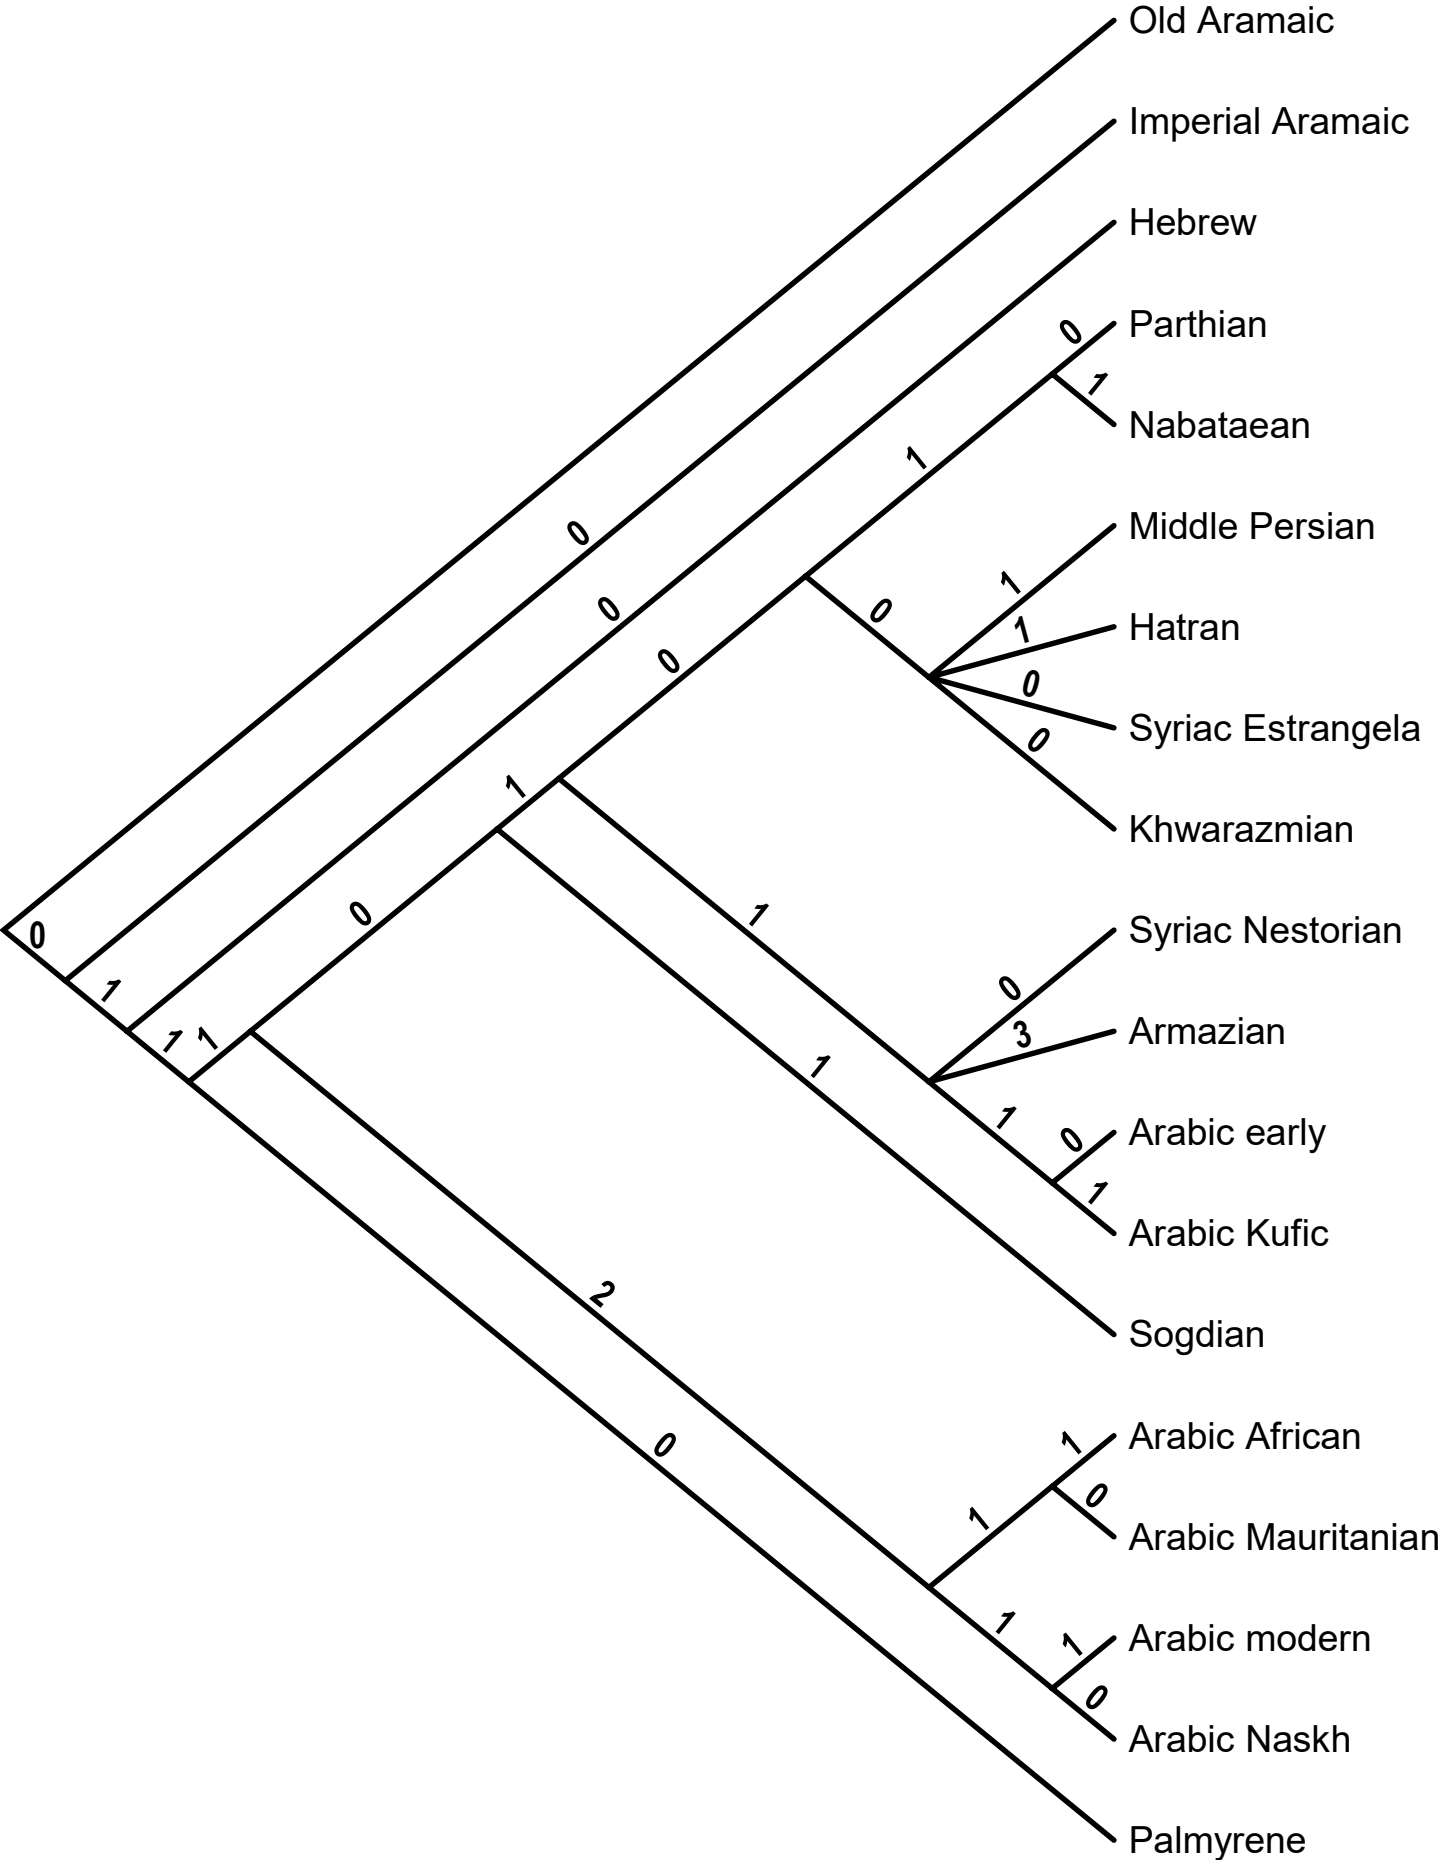 Old Aramaic
Imperial Aramaic
Hebrew
0 Parthian
1
Nabataean
1
0
Middle Persian
1
0
0
1
Hatran
0
0
Syriac Estrangela
0
1
Khwarazmian
0
1
Syriac Nestorian
0
0
1
3
Armazian
1 1
1
1
0
Arabic early
1
Arabic Kufic
2
Sogdian
1
Arabic African
0
0
1
Arabic Mauritanian
1
1
Arabic modern
0
Arabic Naskh
Palmyrene